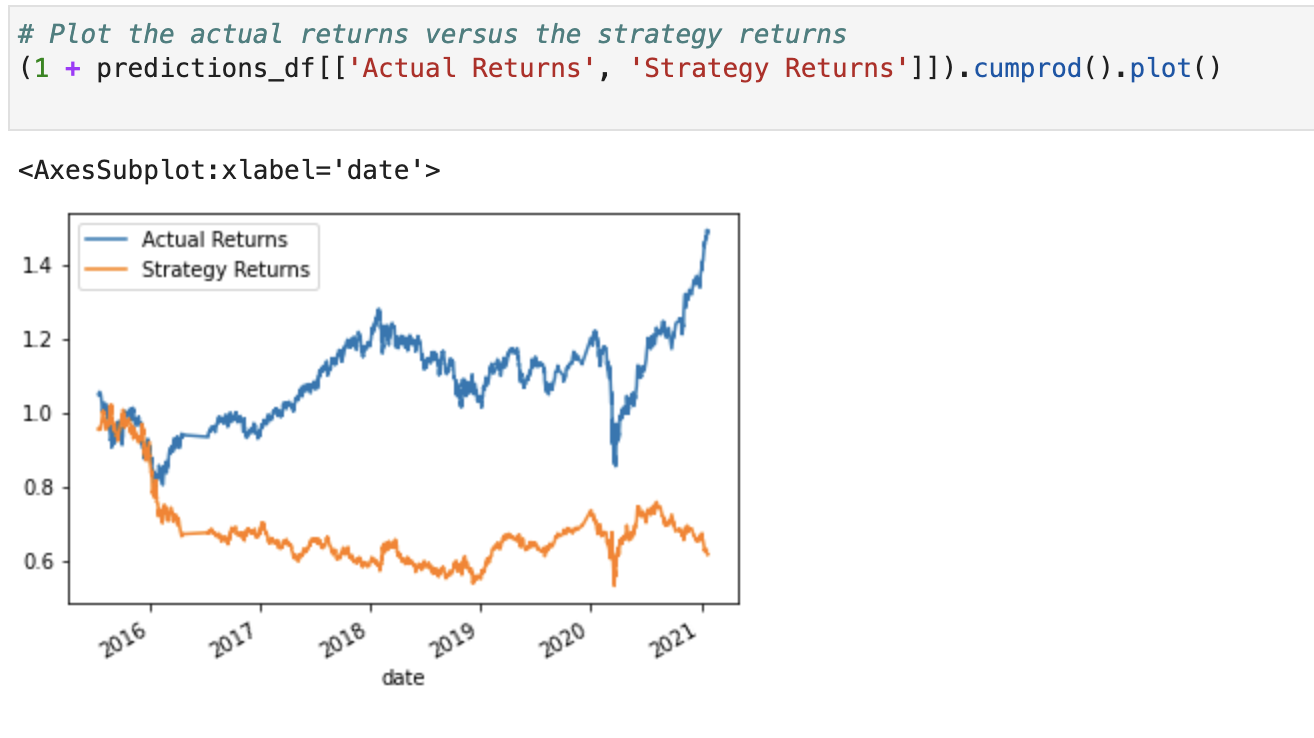 # Plot the actual returns versus the strategy returns
(1 + predictions_df[['Actual Returns', 'Strategy Returns']]).cumprod().plot()
<AxesSubplot:xlabel='date'>
Actual Returns
Strategy Returns
1.4
1.2
1.0
0.8
0.6
2016 2017 2018 2019 2020 2021
date